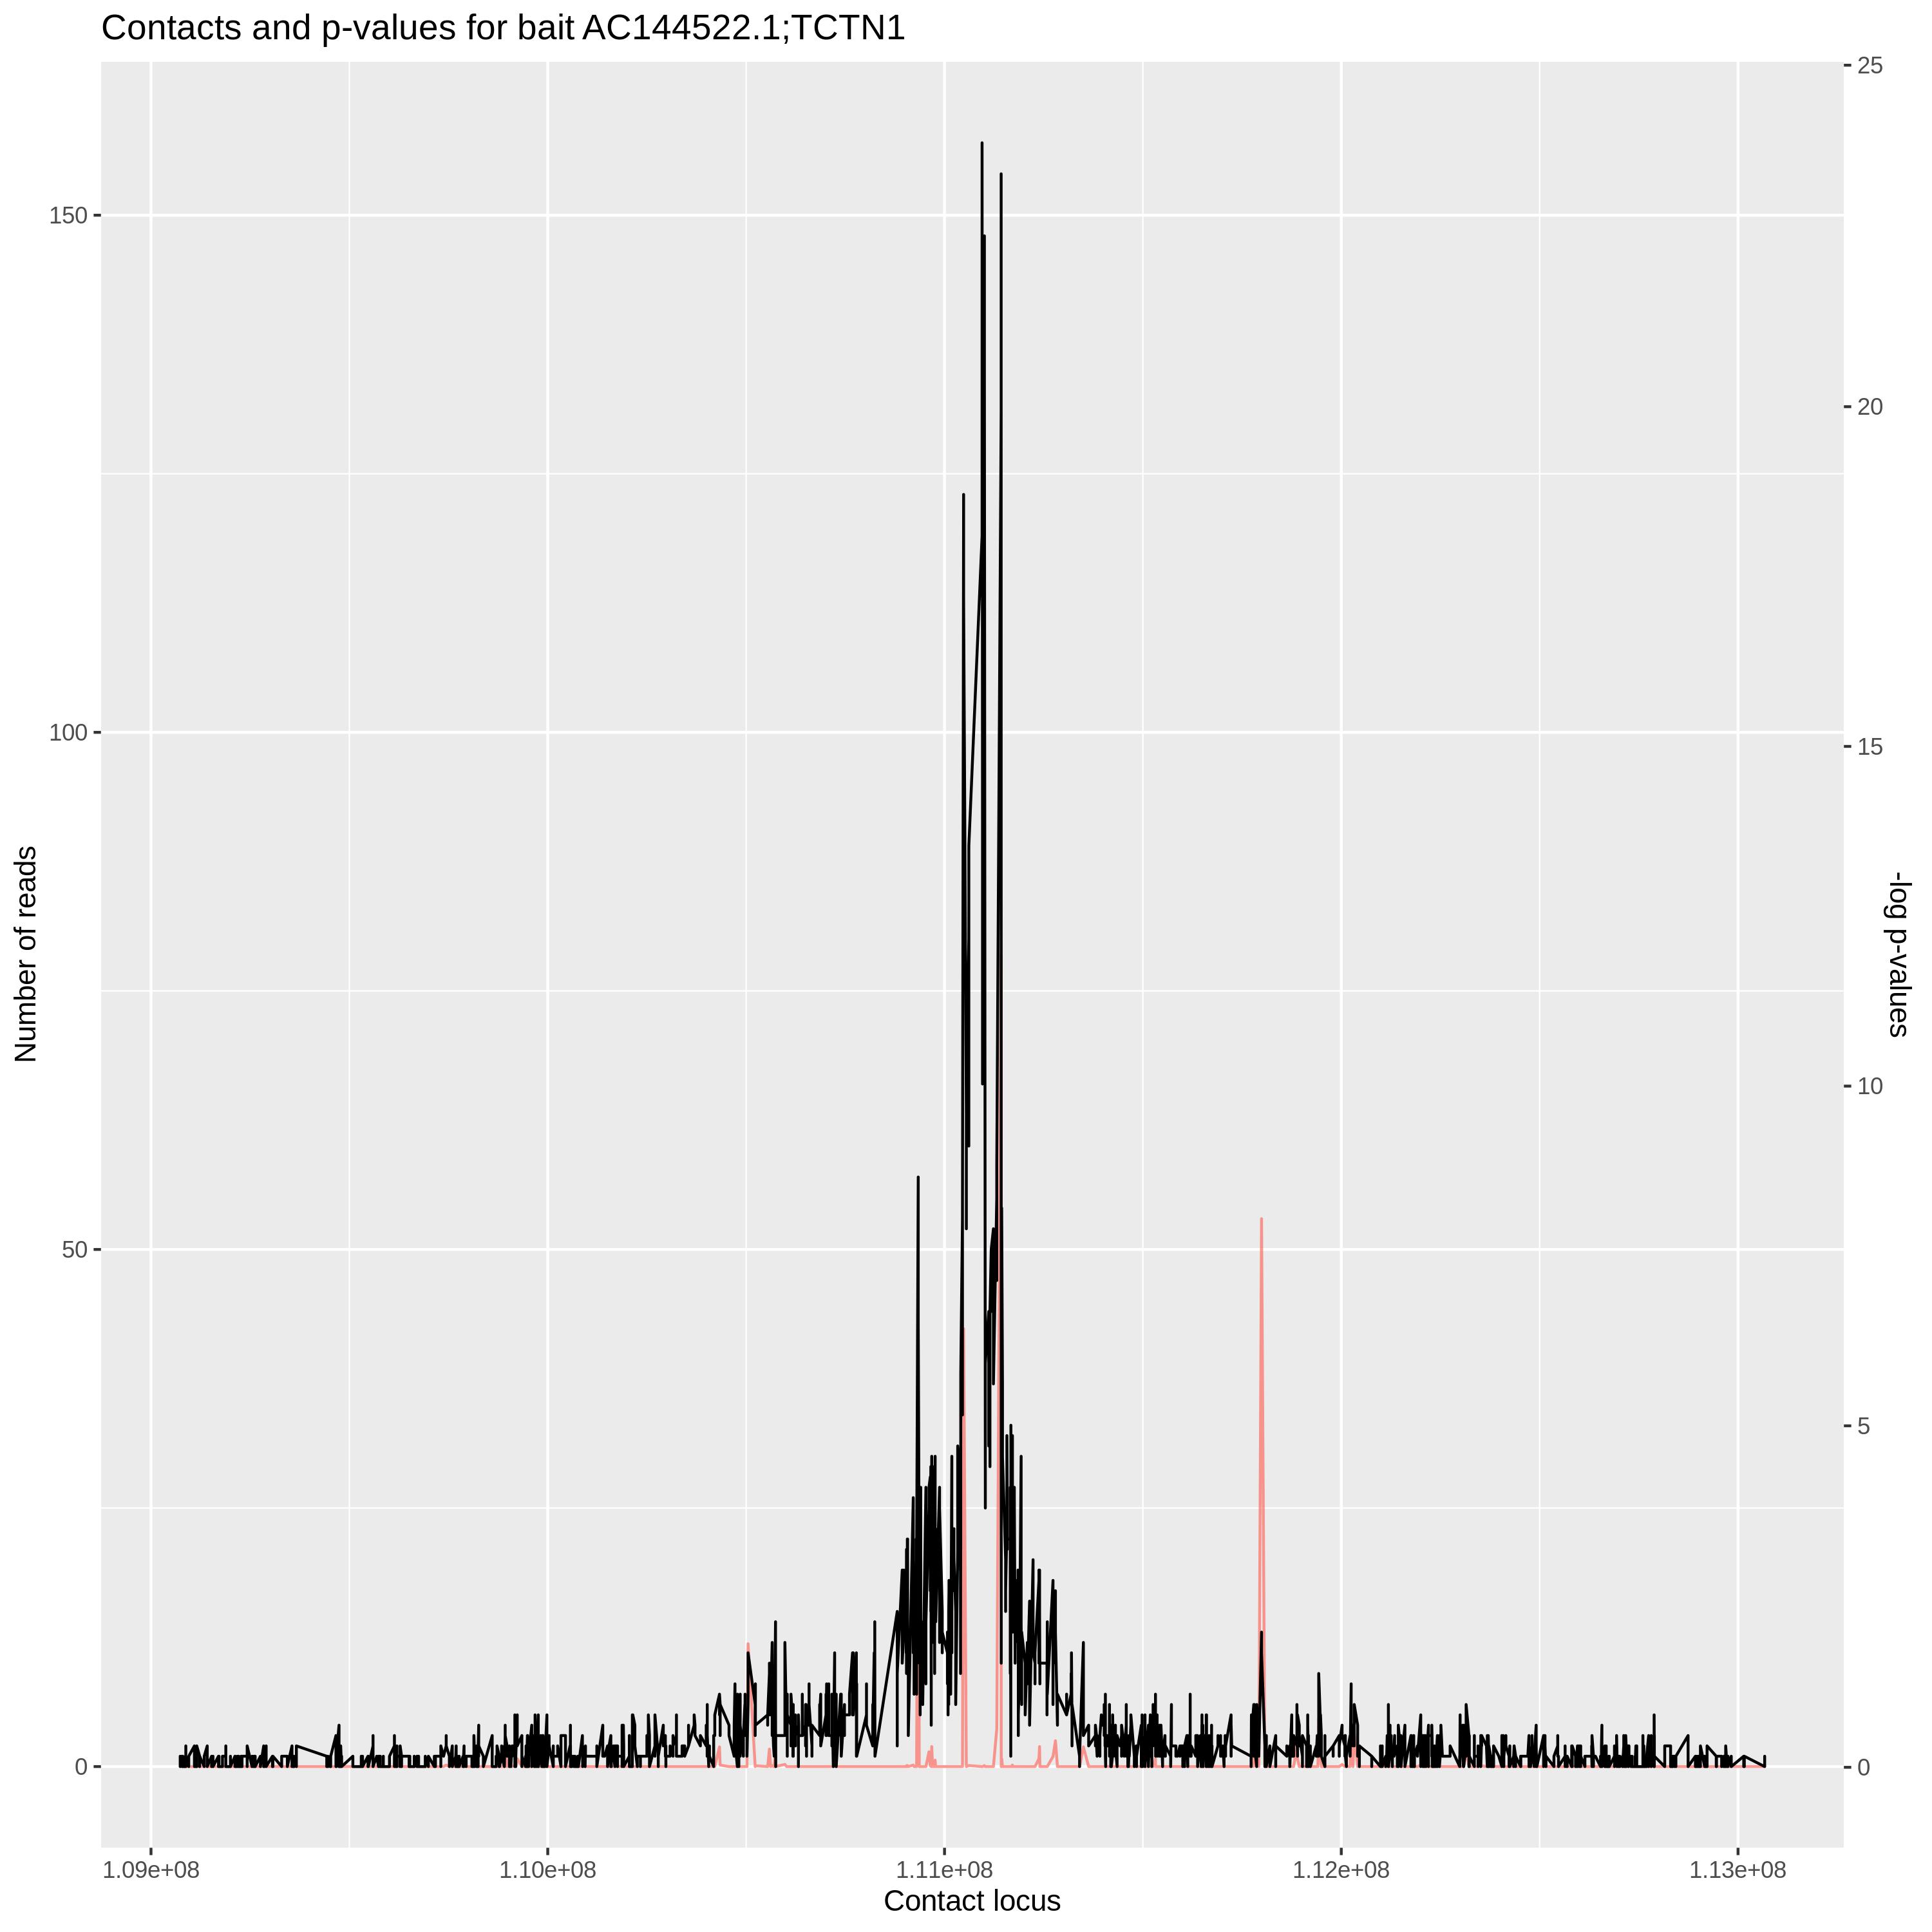 Contacts and p-values for bait AC144522.1;TCTN1
Number of reads
150
100
50
0
25
20
15
10
5
0
-log p-values
1.09e+08
1.10e+08
1.11e+08
1.12e+08
1.13e+08
Contact locus